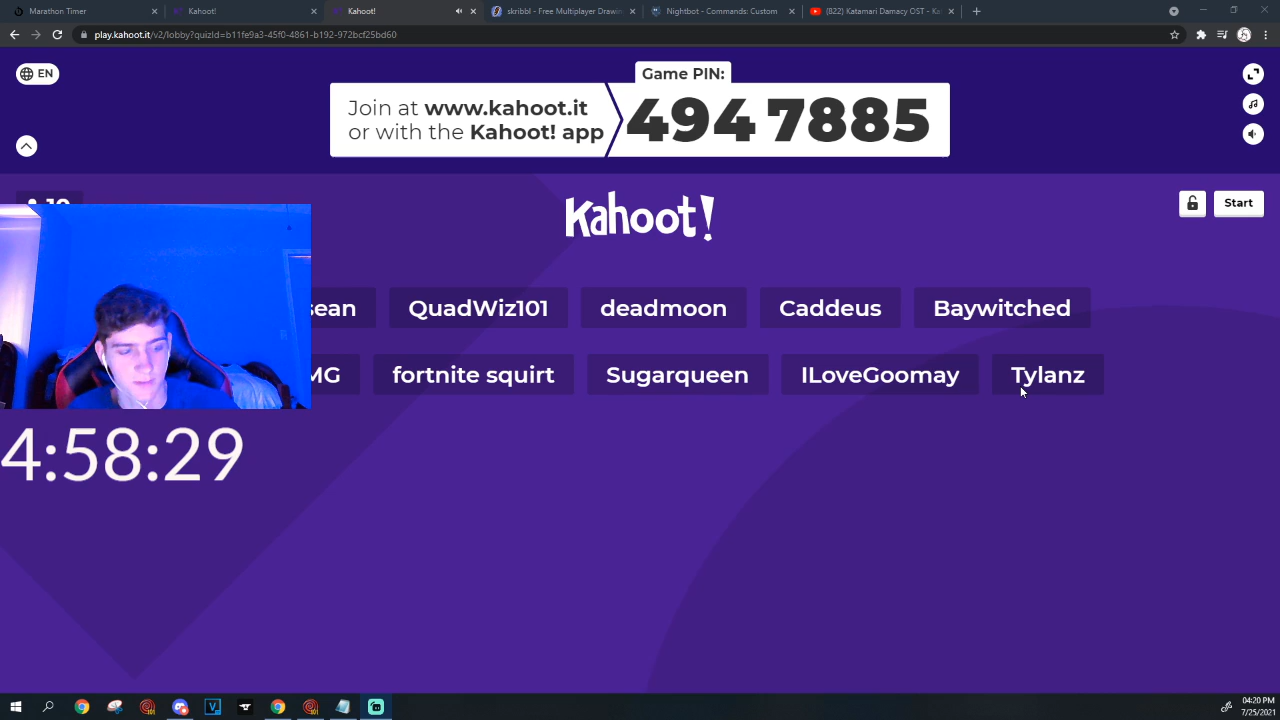 Marathon Timer
Kahoot!
Kahoot!
skribbl - Free Multiplayer Drawin
Nightbot - Commands: Custom
(822) Katamari Damacy OST - Ka
play.kahoot.it/v2/lobby?quizId=b11fe9a3-45f0-4861-b192-972bcf25bd60
EN
Game PIN:
Join at www.kahoot.it
or with the Kahoot! app
494 7885
Kahoot!
Start
sean
QuadWiz101
deadmoon
Caddeus
Baywitched
MG
fortnite squirt
Sugarqueen
ILoveGoomay
Tylanz
4:58:29
04:20 PM
7/25/2021